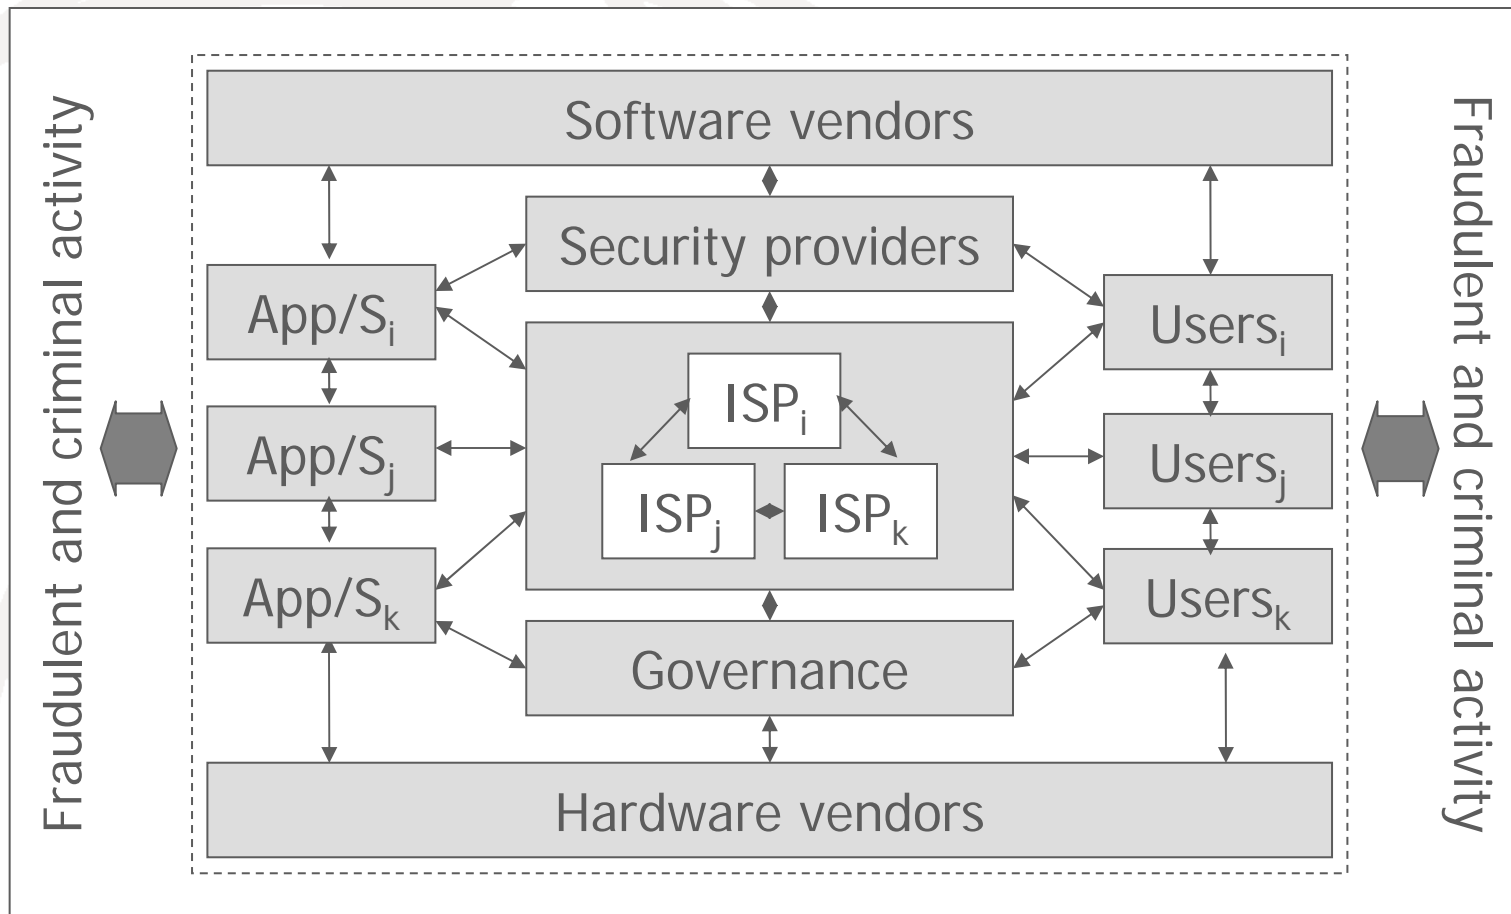 Fraudulent and criminal activity
Software vendors
Security providers
App/Sᵢ
Usersᵢ
ISPᵢ
App/Sⱼ
Usersⱼ
ISPⱼ
ISPₖ
App/Sₖ
Usersₖ
Governance
Hardware vendors
Fraudulent and criminal activity